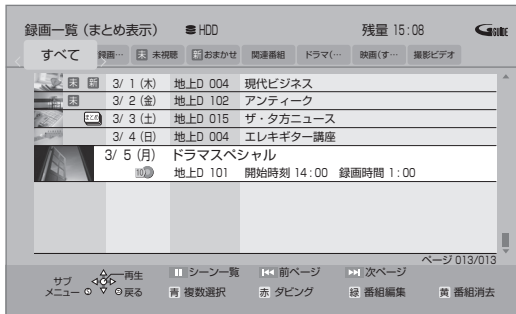 録画一覧(まとめ表示) HDD 残量 15:08 GGUIDE
すべて 録画… 未 未視聴 新 おまかせ 関連番組 ドラマ(… 映画(す… 撮影ビデオ
未 新 3/ 1(木) 地上D 004 現代ビジネス
未 3/ 2(金) 地上D 102 アンティーク
まとめ 3/ 3(土) 地上D 015 ザ・夕方ニュース
3/ 4(日) 地上D 004 エレキギター講座
3/ 5(月) ドラマスペシャル
地上D 101 開始時刻 14:00 録画時間 1:00
ページ 013/013
サブメニュー 再生 戻る
シーン一覧 前ページ 次ページ
青 複数選択 赤 ダビング 緑 番組編集 黄 番組消去